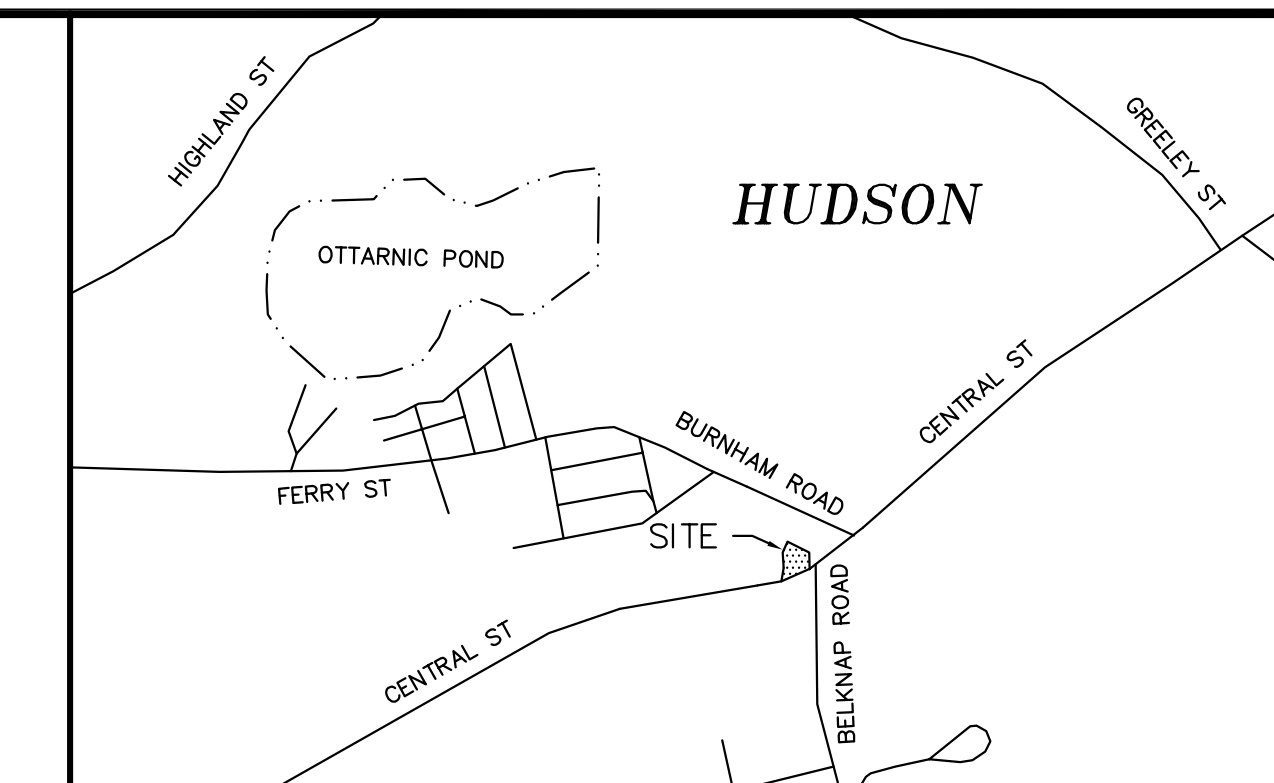 HIGHLAND ST
GREELEY ST
HUDSON
OTTARNIC POND
CENTRAL ST
BURNHAM ROAD
FERRY ST
SITE
BELKNAP ROAD
CENTRAL ST